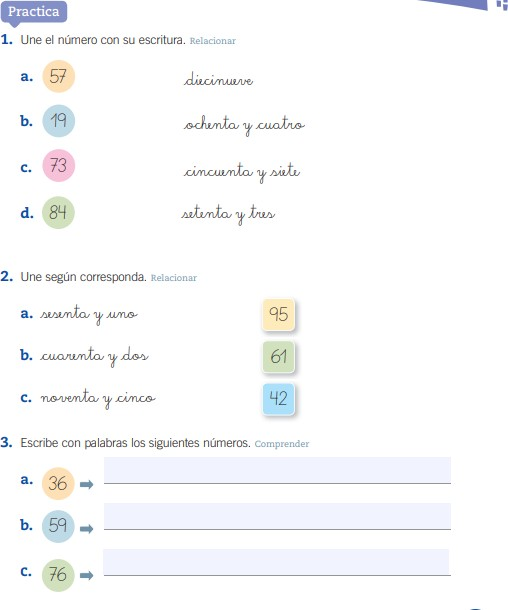 Practica
1. Une el número con su escritura. Relacionar
a. 57 diecinueve
b. 19 ochenta y cuatro
c. 73 cincuenta y siete
d. 84 setenta y tres
2. Une según corresponda. Relacionar
a. sesenta y uno 95
b. cuarenta y dos 61
c. noventa y cinco 42
3. Escribe con palabras los siguientes números. Comprender
a. 36
b. 59
c. 76